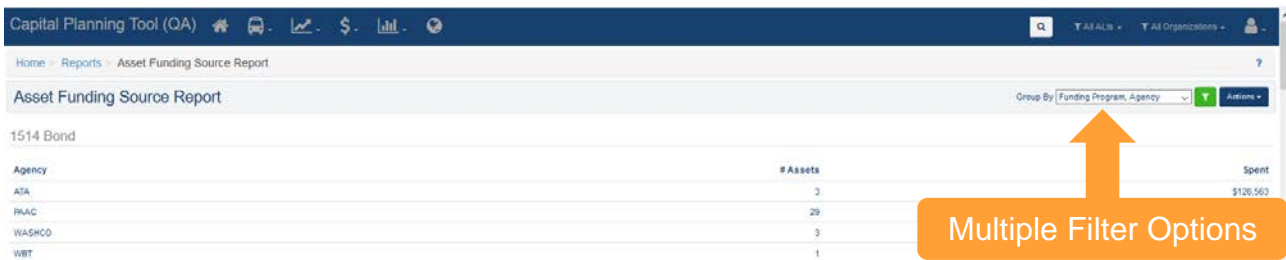 Capital Planning Tool (QA) $ All ALIs All Organizations
Home Reports Asset Funding Source Report ?
Asset Funding Source Report Group By Funding Program, Agency Actions
1514 Bond
Agency # Assets Spent
ATA 3 $126,563
PAAC 29
WASHCO 3
WBT 1
Multiple Filter Options